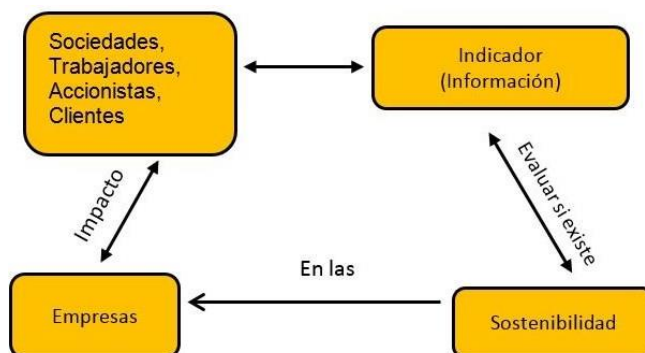 Sociedades,
Trabajadores,
Accionistas,
Clientes
Indicador
(Información)
Impacto
Evaluar si existe
En las
Empresas
Sostenibilidad